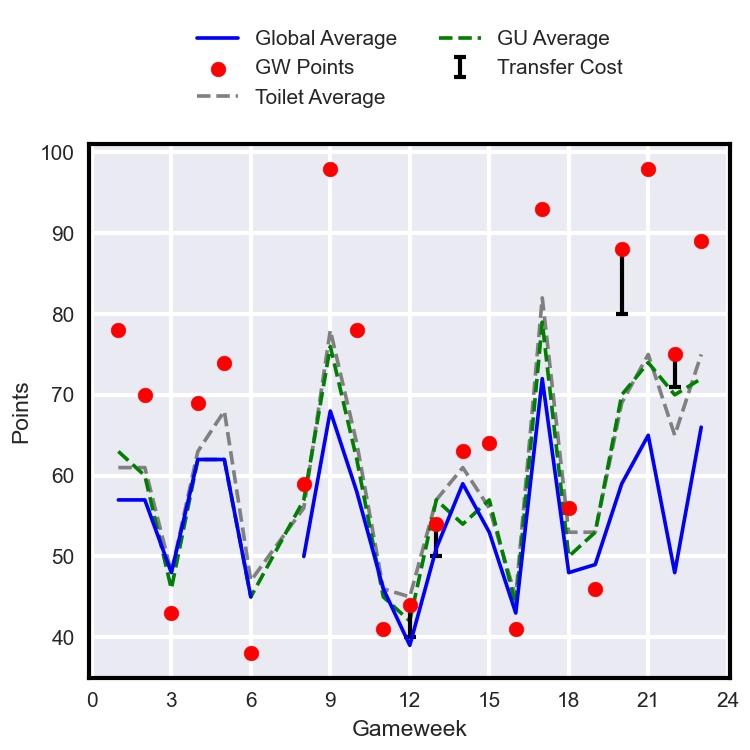 Global Average
GW Points
Toilet Average
GU Average
Transfer Cost
Points
100
90
80
70
60
50
40
0 3 6 9 12 15 18 21 24
Gameweek